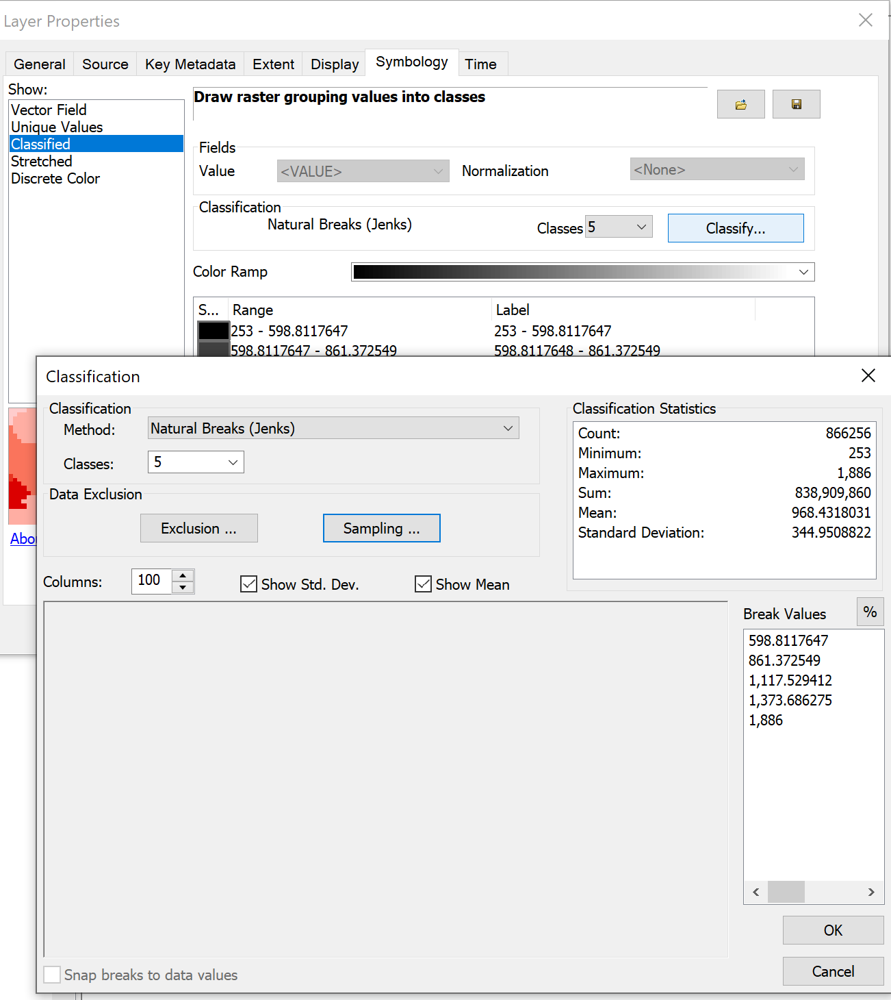 Layer Properties
General Source Key Metadata Extent Display Symbology Time
Show:
Vector Field
Unique Values
Classified
Stretched
Discrete Color
Draw raster grouping values into classes
Fields
Value <VALUE> Normalization <None>
Classification
Natural Breaks (Jenks) Classes 5 Classify...
Color Ramp
S... Range Label
253 - 598.8117647 253 - 598.8117647
598.8117647 - 861.372549 598.8117648 - 861.372549
Abou
Classification
Classification
Method: Natural Breaks (Jenks)
Classes: 5
Data Exclusion
Exclusion ... Sampling ...
Classification Statistics
Count: 866256
Minimum: 253
Maximum: 1,886
Sum: 838,909,860
Mean: 968.4318031
Standard Deviation: 344.9508822
Columns: 100 Show Std. Dev. Show Mean
Break Values %
598.8117647
861.372549
1,117.529412
1,373.686275
1,886
OK
Snap breaks to data values
Cancel